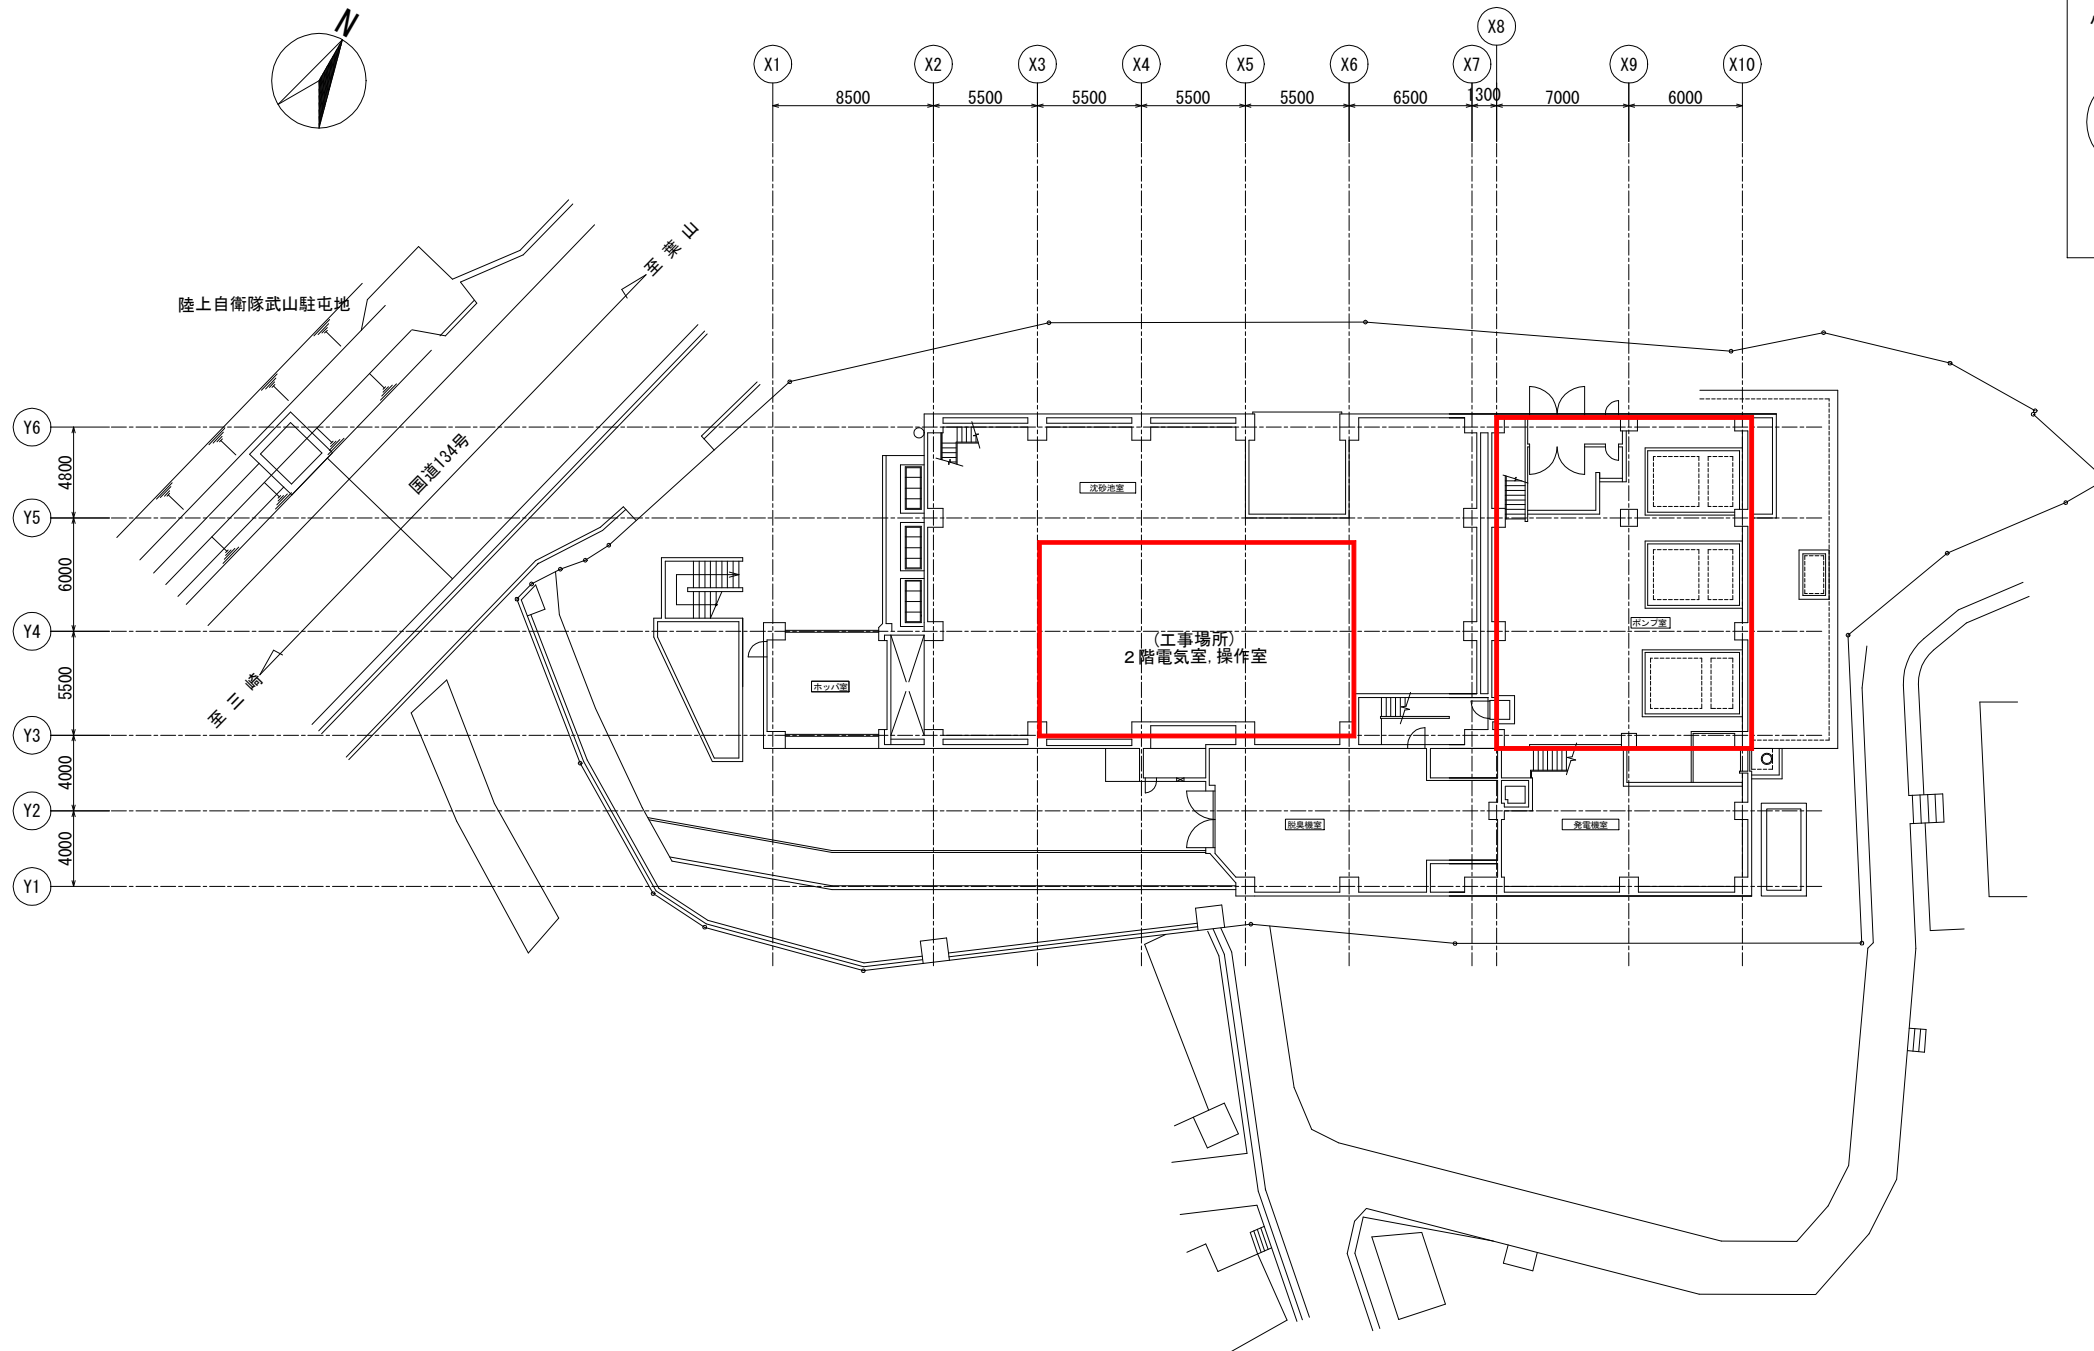 N
X8
X1
X2
X3
X4
X5
X6
X7
X9
X10
8500
5500
5500
5500
5500
6500
1300
7000
6000
至 葉 山
陸上自衛隊武山駐屯地
国道134号
至 三 崎
Y6
4800
Y5
6000
Y4
5500
Y3
4000
Y2
4000
Y1
沈砂池室
(工事場所)
２階電気室,操作室
ポンプ室
ホッパ室
脱臭機室
発電機室